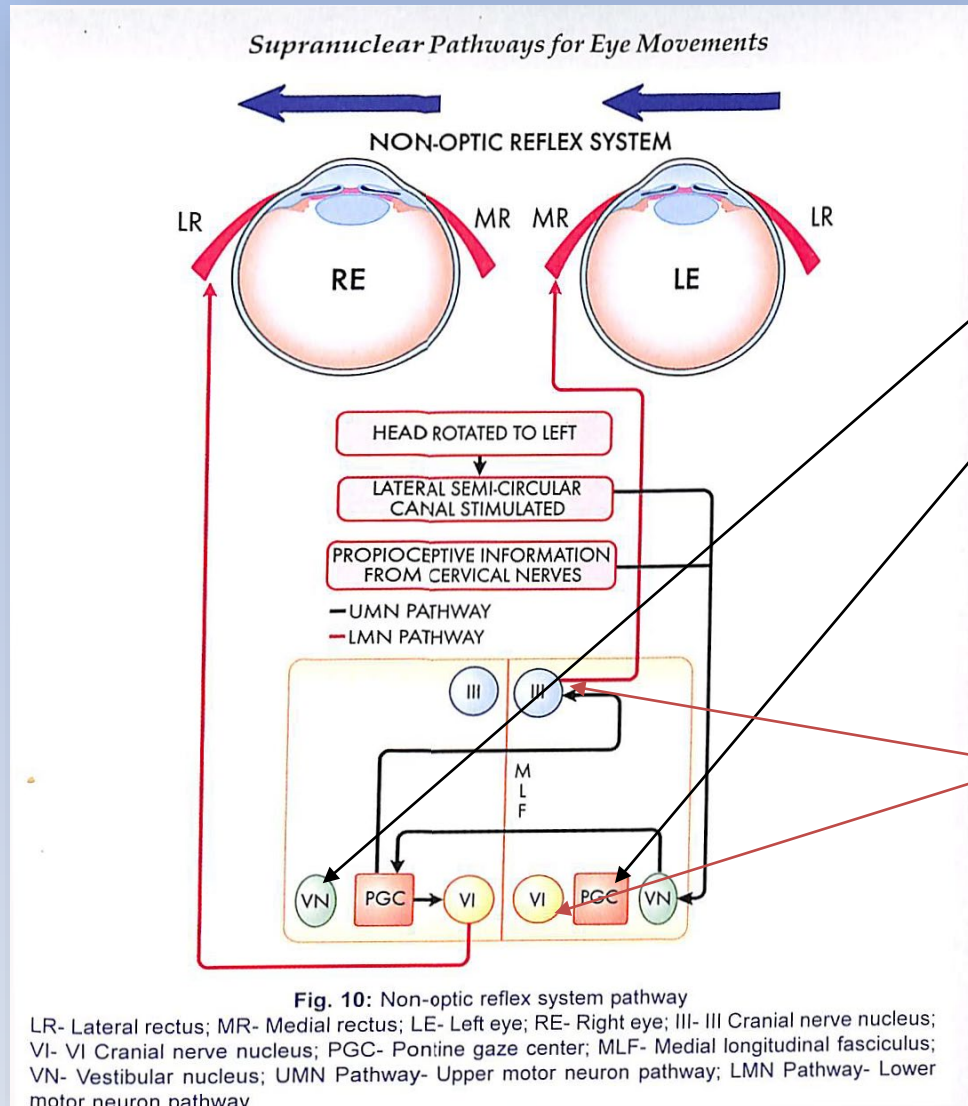 Supranuclear Pathways for Eye Movements
NON-OPTIC REFLEX SYSTEM
LR MR MR LR
RE LE
HEAD ROTATED TO LEFT
LATERAL SEMI-CIRCULAR
CANAL STIMULATED
PROPIOCEPTIVE INFORMATION
FROM CERVICAL NERVES
UMN PATHWAY
LMN PATHWAY
III III
M
L
F
VN PGC VI VI PGC VN
Fig. 10: Non-optic reflex system pathway
LR- Lateral rectus; MR- Medial rectus; LE- Left eye; RE- Right eye; III- III Cranial nerve nucleus;
VI- VI Cranial nerve nucleus; PGC- Pontine gaze center; MLF- Medial longitudinal fasciculus;
VN- Vestibular nucleus; UMN Pathway- Upper motor neuron pathway; LMN Pathway- Lower
motor neuron pathway